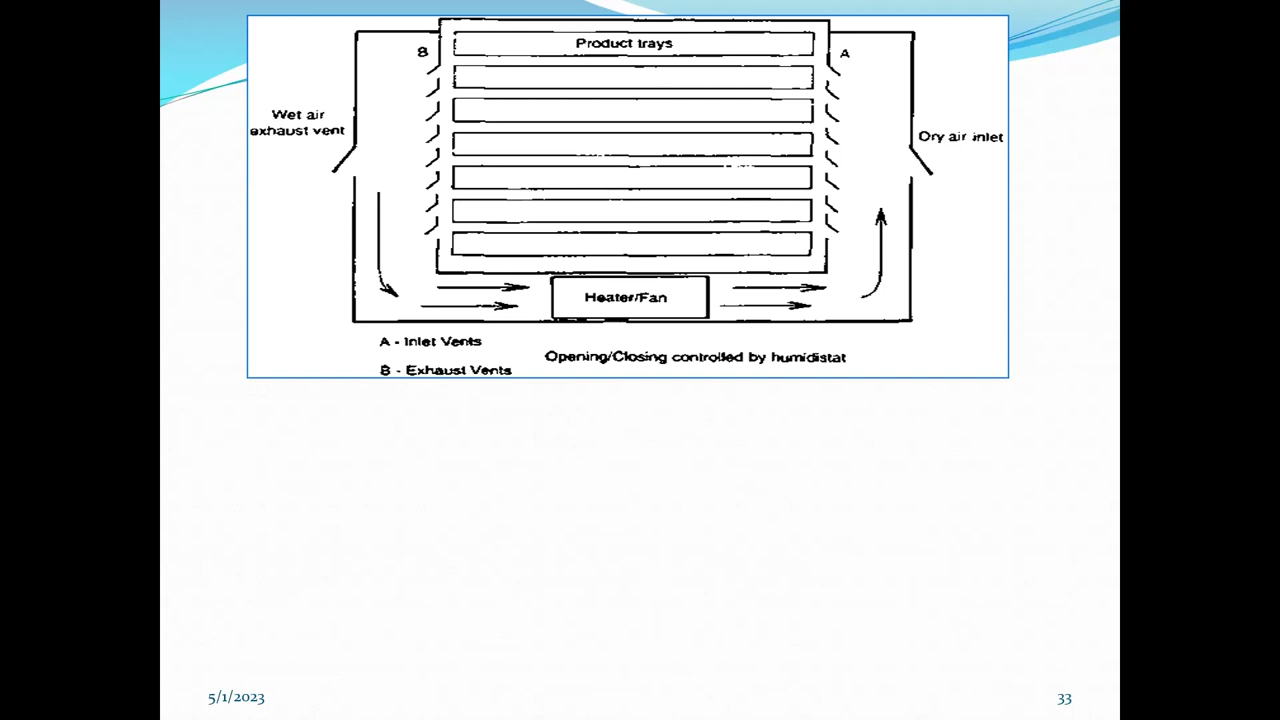 Product trays
B
A
Wet air
exhaust vent
Dry air inlet
Heater/Fan
A - Inlet Vents
Opening/Closing controlled by humidistat
B - Exhaust Vents
5/1/2023
33